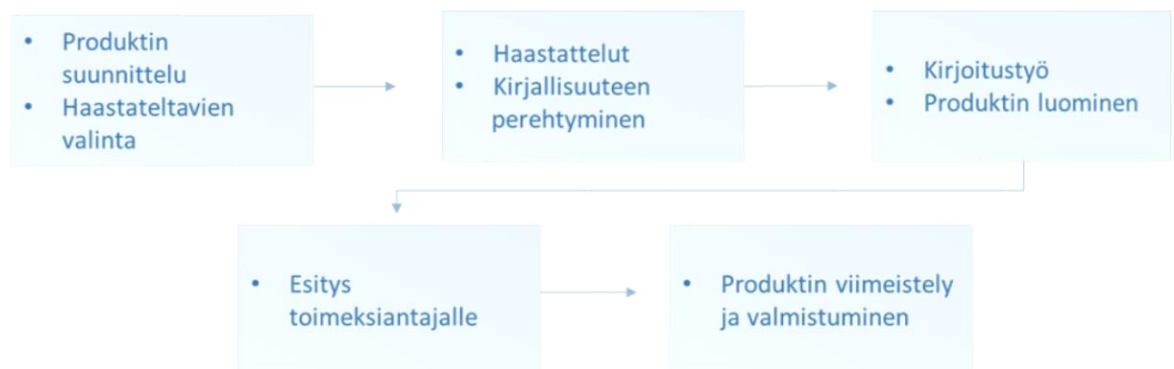 • Produktin
suunnittelu
• Haastateltavien
valinta
• Haastattelut
• Kirjallisuuteen
perehtyminen
• Kirjoitustyö
• Produktin luominen
• Esitys
toimeksiantajalle
• Produktin viimeistely
ja valmistuminen